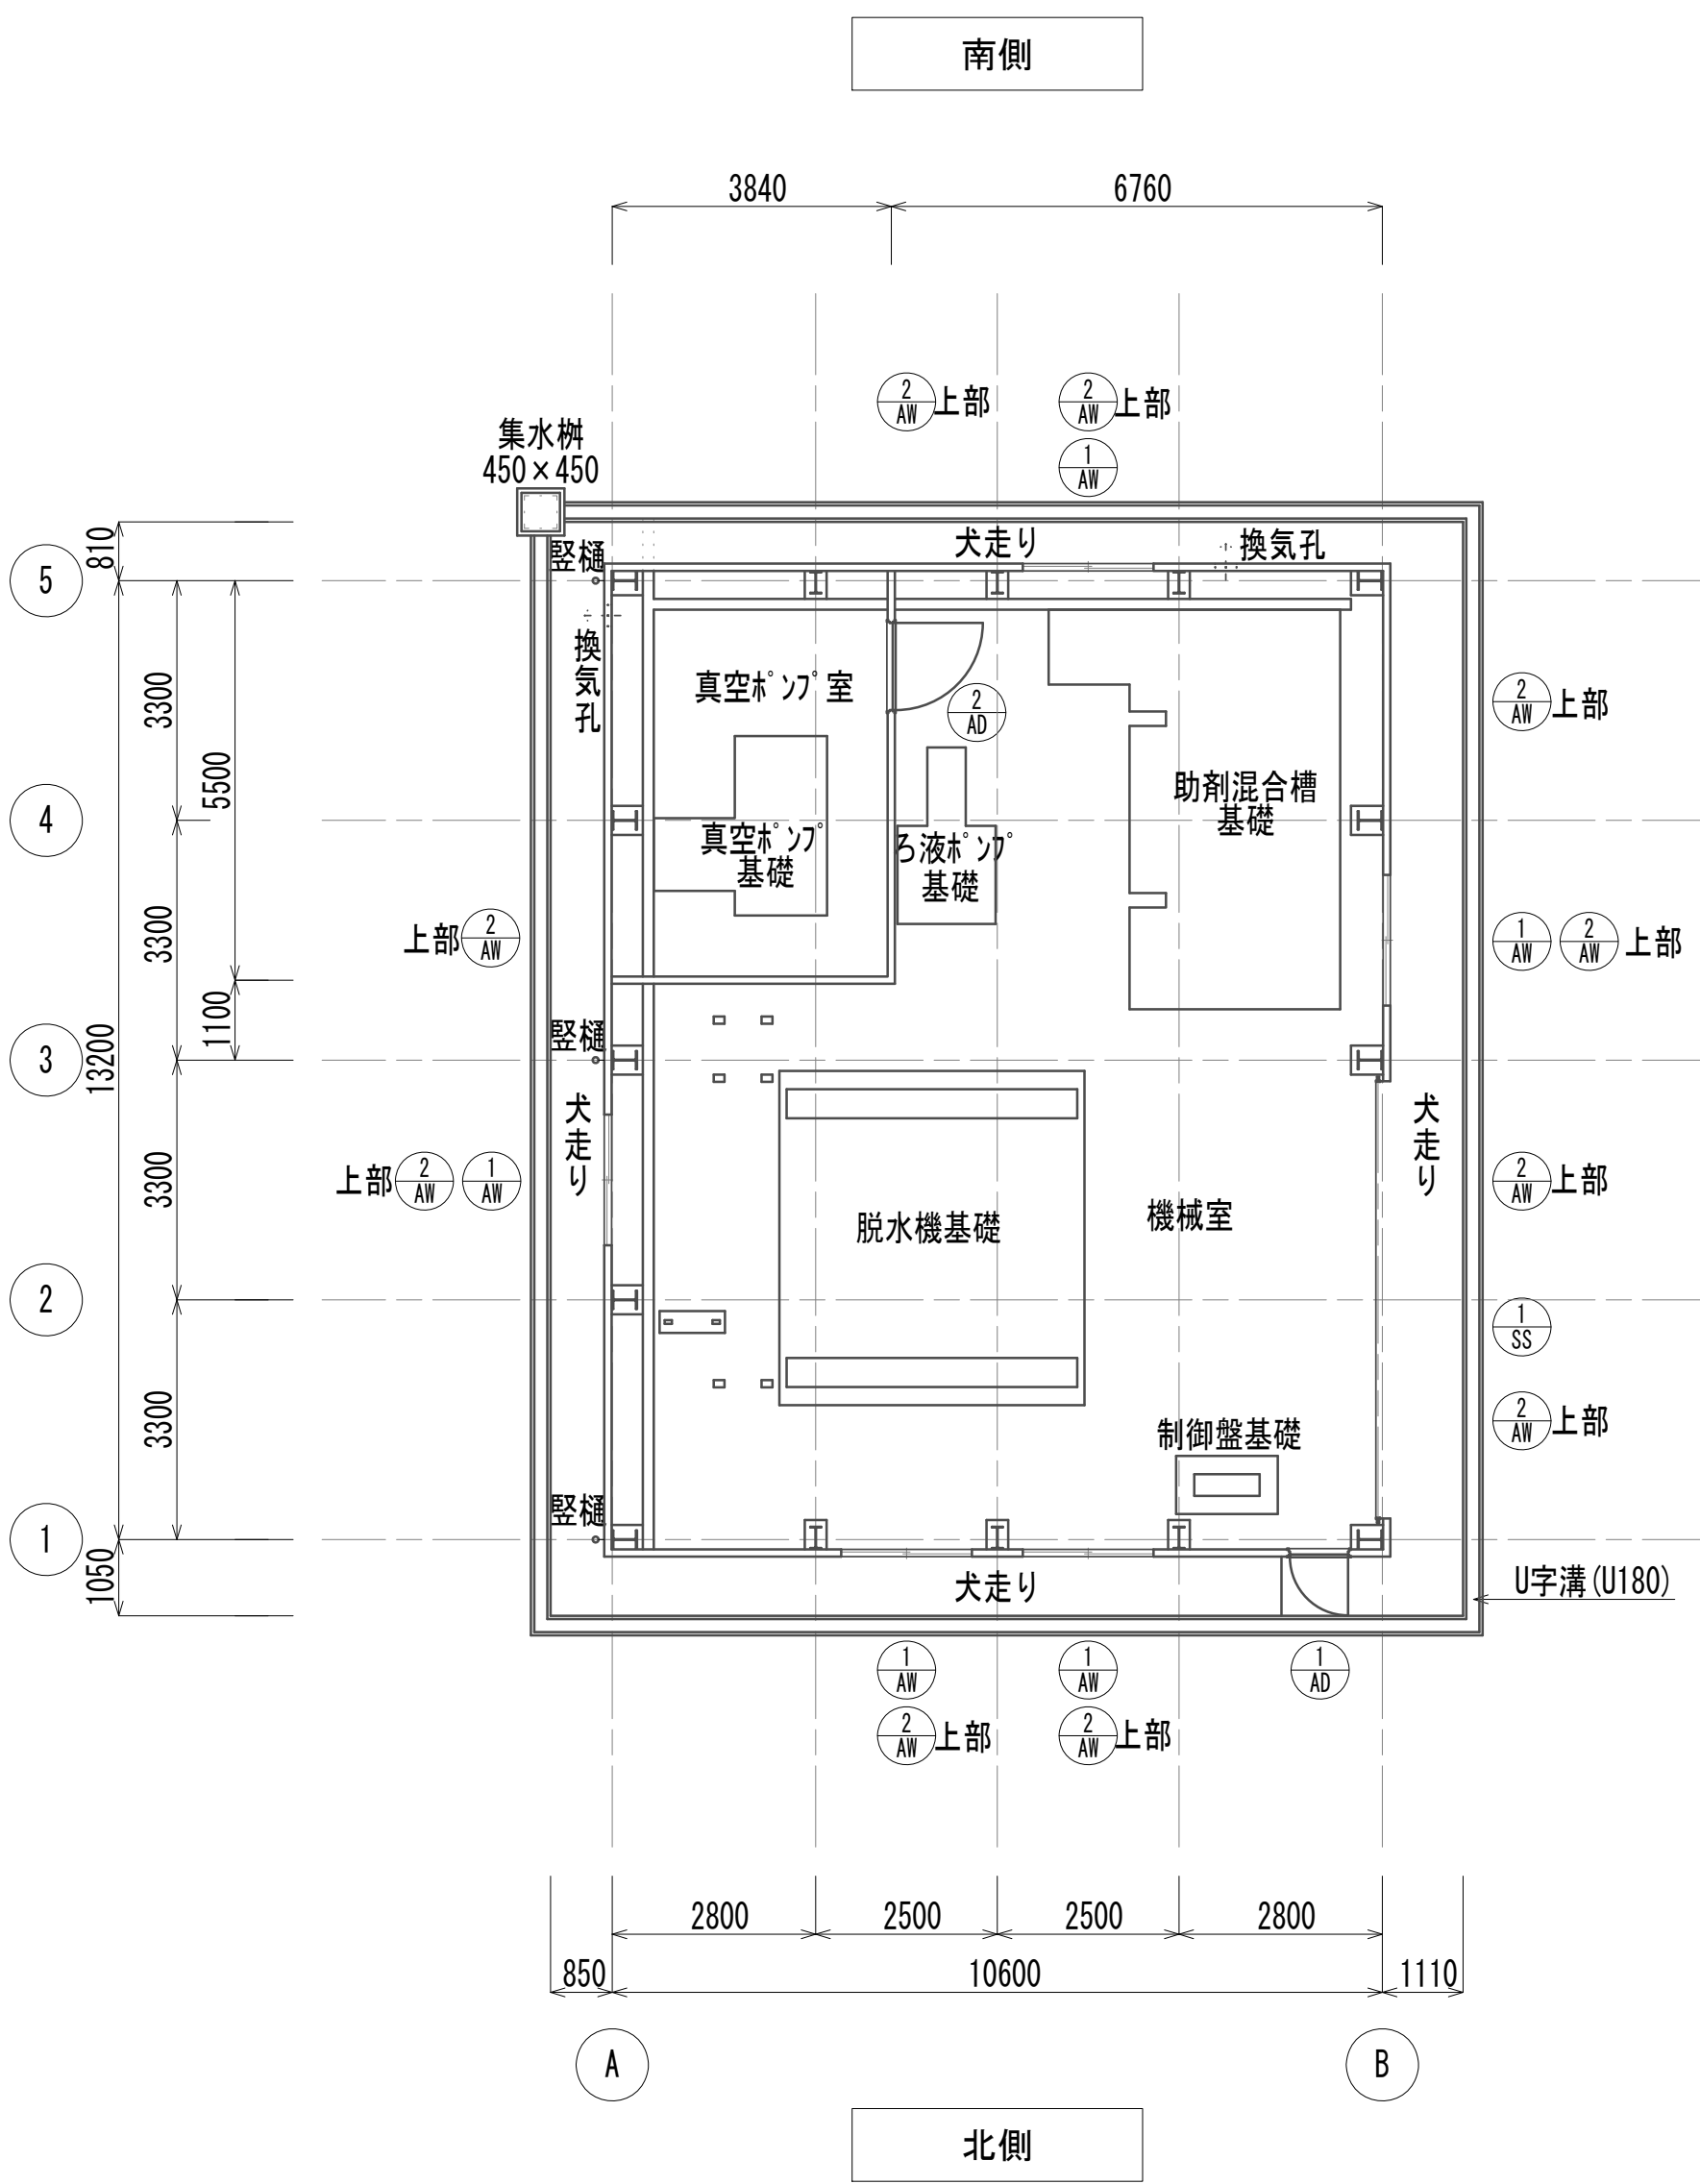 南側
3840
6760
2
AW
上部
2
AW
上部
1
AW
集水桝
450×450
810
5
竪樋
犬走り
換気孔
換気孔
真空ﾎﾟﾝﾌﾟ室
2
AD
2
AW
上部
3300
5500
4
助剤混合槽
基礎
真空ﾎﾟﾝﾌﾟ
基礎
ろ液ﾎﾟﾝﾌﾟ
基礎
上部
2
AW
1
AW
2
AW
上部
3300
1100
13200
3
竪樋
犬走り
犬走り
3300
上部
2
AW
1
AW
2
AW
上部
脱水機基礎
機械室
2
1
SS
3300
2
AW
上部
制御盤基礎
1
竪樋
1050
犬走り
U字溝(U180)
1
AW
1
AW
1
AD
2
AW
上部
2
AW
上部
2800
2500
2500
2800
850
10600
1110
A
B
北側